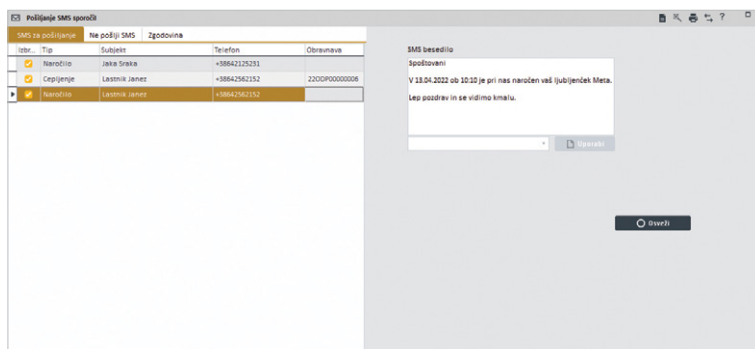 Pošiljanje SMS sporočil
?
SMS za pošiljanje Ne pošlji SMS Zgodovina
Izbr... Tip Subjekt Telefon Obravnava
Naročilo Jaka Sraka +38642125231
Cepljenje Lastnik Janez +38642562152 22ODP00000006
Naročilo Lastnik Janez +38642562152
SMS besedilo
Spoštovani
V 13.04.2022 ob 10:10 je pri nas naročen vaš ljubljenček Meta.
Lep pozdrav in se vidimo kmalu.
Uporabi
Osveži